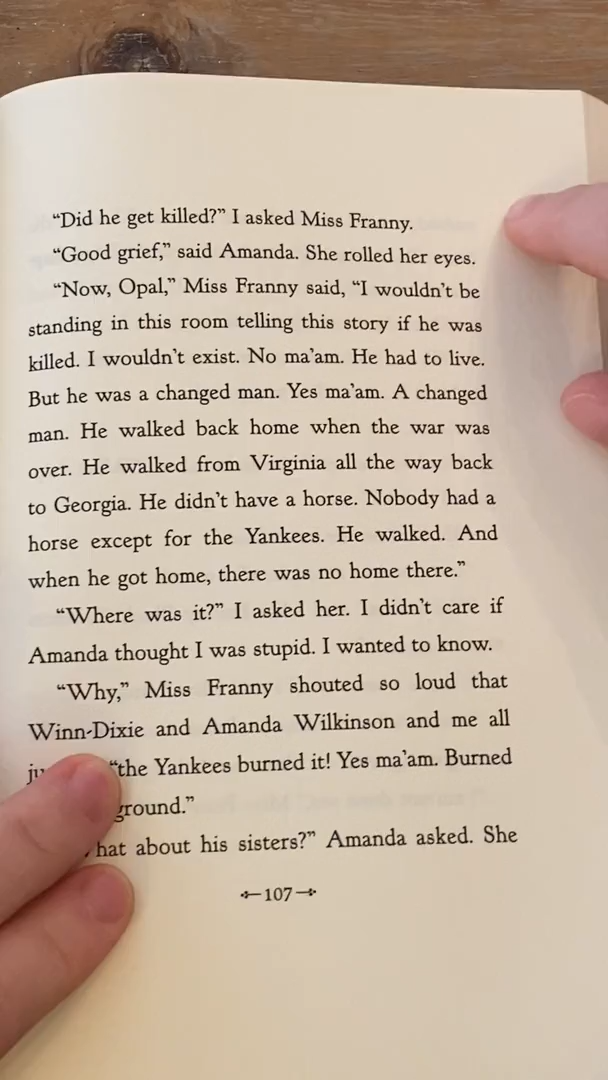 “Did he get killed?” I asked Miss Franny.
“Good grief,” said Amanda. She rolled her eyes.
“Now, Opal,” Miss Franny said, “I wouldn’t be
standing in this room telling this story if he was
killed. I wouldn’t exist. No ma’am. He had to live.
But he was a changed man. Yes ma’am. A changed
man. He walked back home when the war was
over. He walked from Virginia all the way back
to Georgia. He didn’t have a horse. Nobody had a
horse except for the Yankees. He walked. And
when he got home, there was no home there.”
“Where was it?” I asked her. I didn’t care if
Amanda thought I was stupid. I wanted to know.
“Why,” Miss Franny shouted so loud that
Winn-Dixie and Amanda Wilkinson and me all
“the Yankees burned it! Yes ma’am. Burned
ground.”
about his sisters?” Amanda asked. She
107